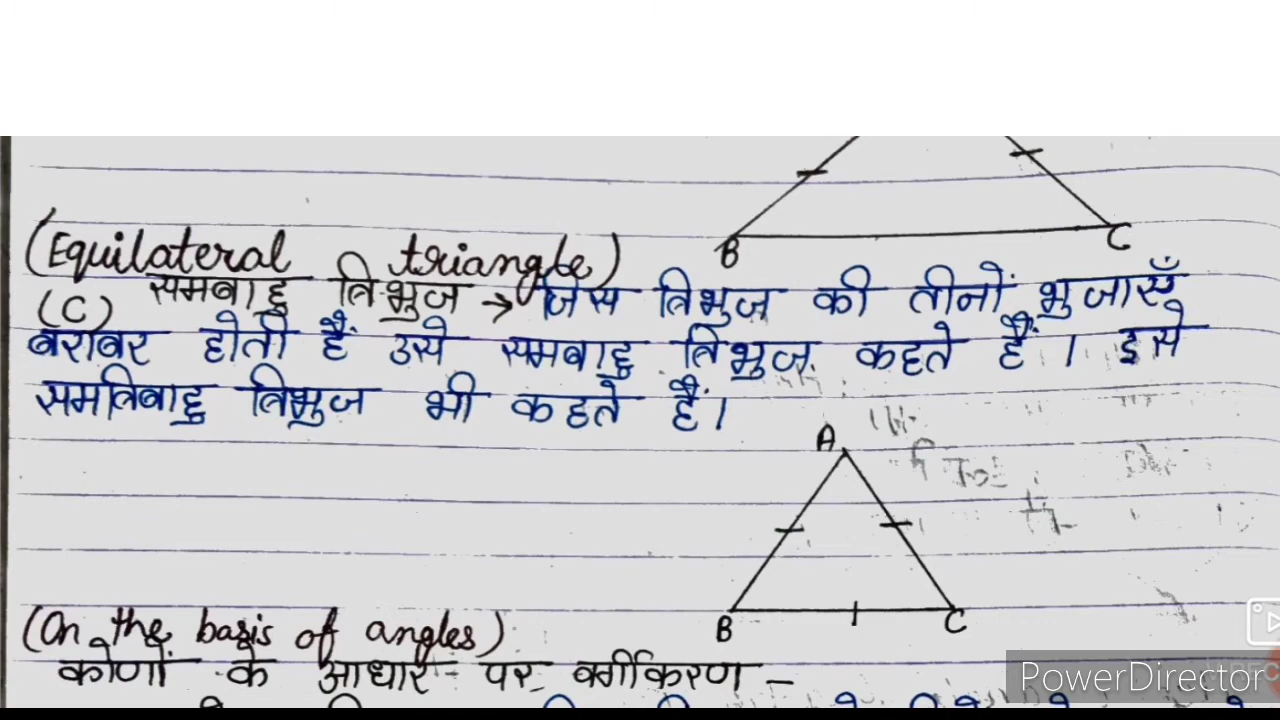 B
C
(Equilateral triangle)
(C) समबाहु त्रिभुज → जिस त्रिभुज की तीनों भुजाएँ
बराबर होती हैं उसे समबाहु त्रिभुज कहते हैं। इसे
समत्रिबाहु त्रिभुज भी कहते हैं।
A
B
C
(On the basis of angles)
कोणों के आधार पर वर्गीकरण –
PowerDirector